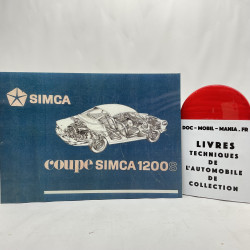 SIMCA
coupe SIMCA 1200S
DOC - MOBIL - MANIA . FR
LIVRES
TECHNIQUES
DE
L'AUTOMOBILE
DE
COLLECTION